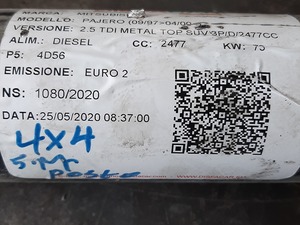 MARCA: MITSUBISHI
MODELLO: PAJERO (09/97>04/00
VERSIONE: 2.5 TDI METAL TOP SUV 3P/D/2477CC
ALIM.: DIESEL CC: 2477 KW: 73
P5: 4D56
EMISSIONE: EURO 2
NS: 1080/2020
DATA:25/05/2020 08:37:00
4x4
5.M